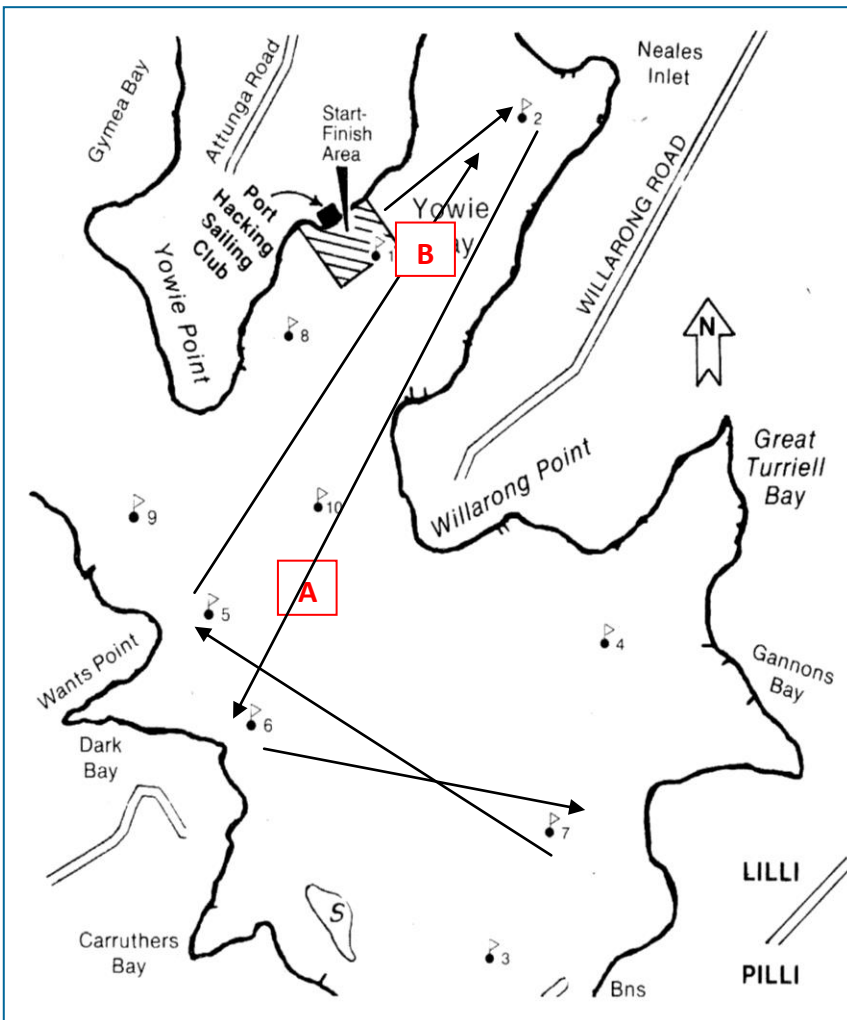 Neales
Inlet
Gymea Bay
Attunga Road
2
Start-
Finish
Area
WILLARONG ROAD
Port
Hacking
Sailing
Club
Yowie
ay
B
1
Yowie Point
8
N
Great
Turriell
Bay
Willarong Point
10
9
A
5
4
Wants Point
Gannons
Bay
6
Dark
Bay
7
LILLI
S
Carruthers
Bay
3
PILLI
Bns